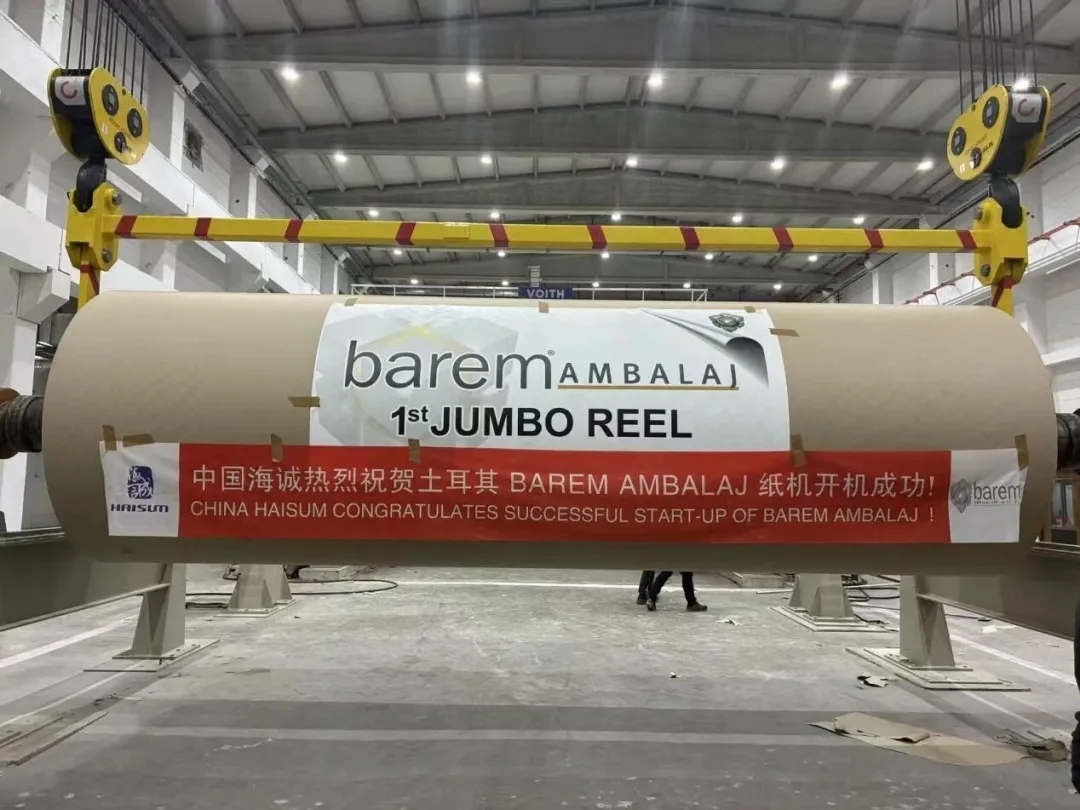 VOITH
barem® AMBALAJ
1st JUMBO REEL
中国海诚热烈祝贺土耳其 BAREM AMBALAJ 纸机开机成功!
HAISUM
CHINA HAISUM CONGRATULATES SUCCESSFUL START-UP OF BAREM AMBALAJ !
barem